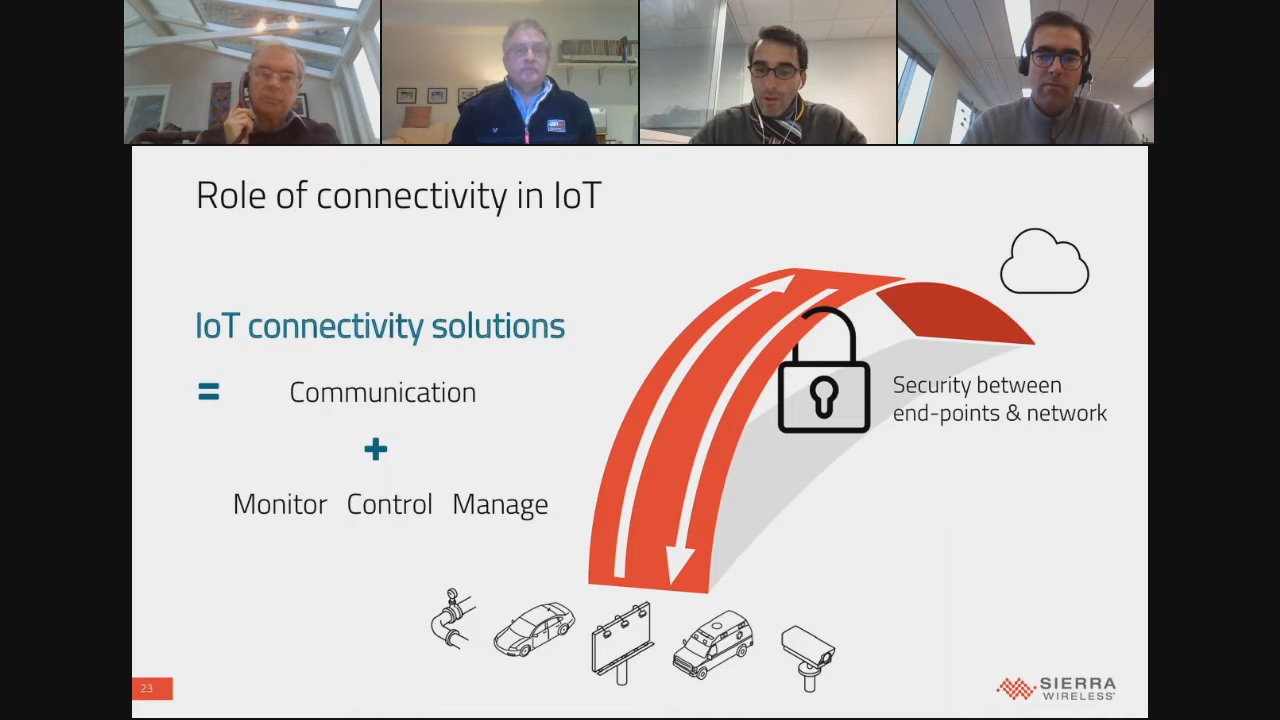 Role of connectivity in IoT
IoT connectivity solutions
= Communication
+
Monitor Control Manage
Security between
end-points & network
23
SIERRA
WIRELESS